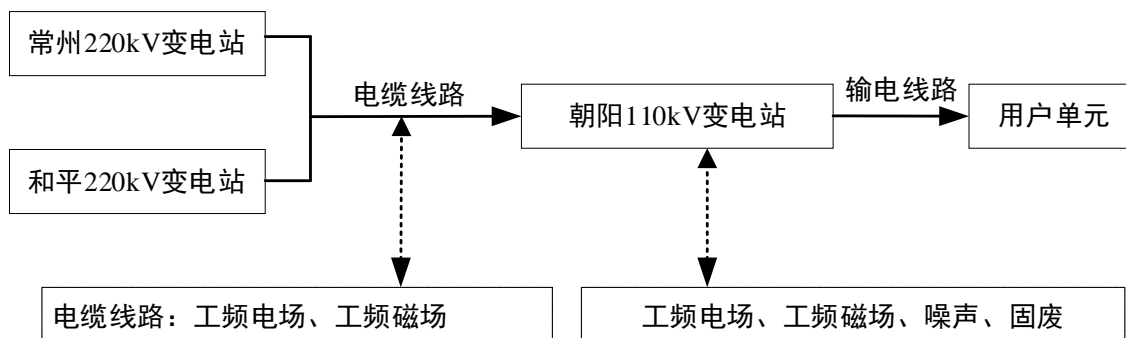 常州220kV变电站
电缆线路
朝阳110kV变电站
输电线路
用户单元
和平220kV变电站
电缆线路：工频电场、工频磁场
工频电场、工频磁场、噪声、固废